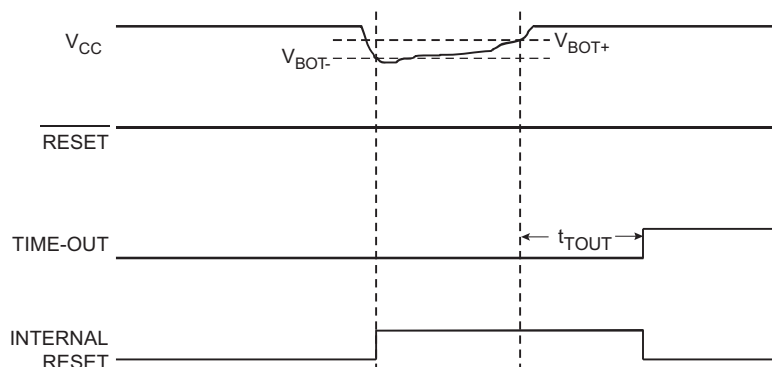 VCC
VBOT-
VBOT+
RESET
TIME-OUT
tTOUT
INTERNAL
RESET